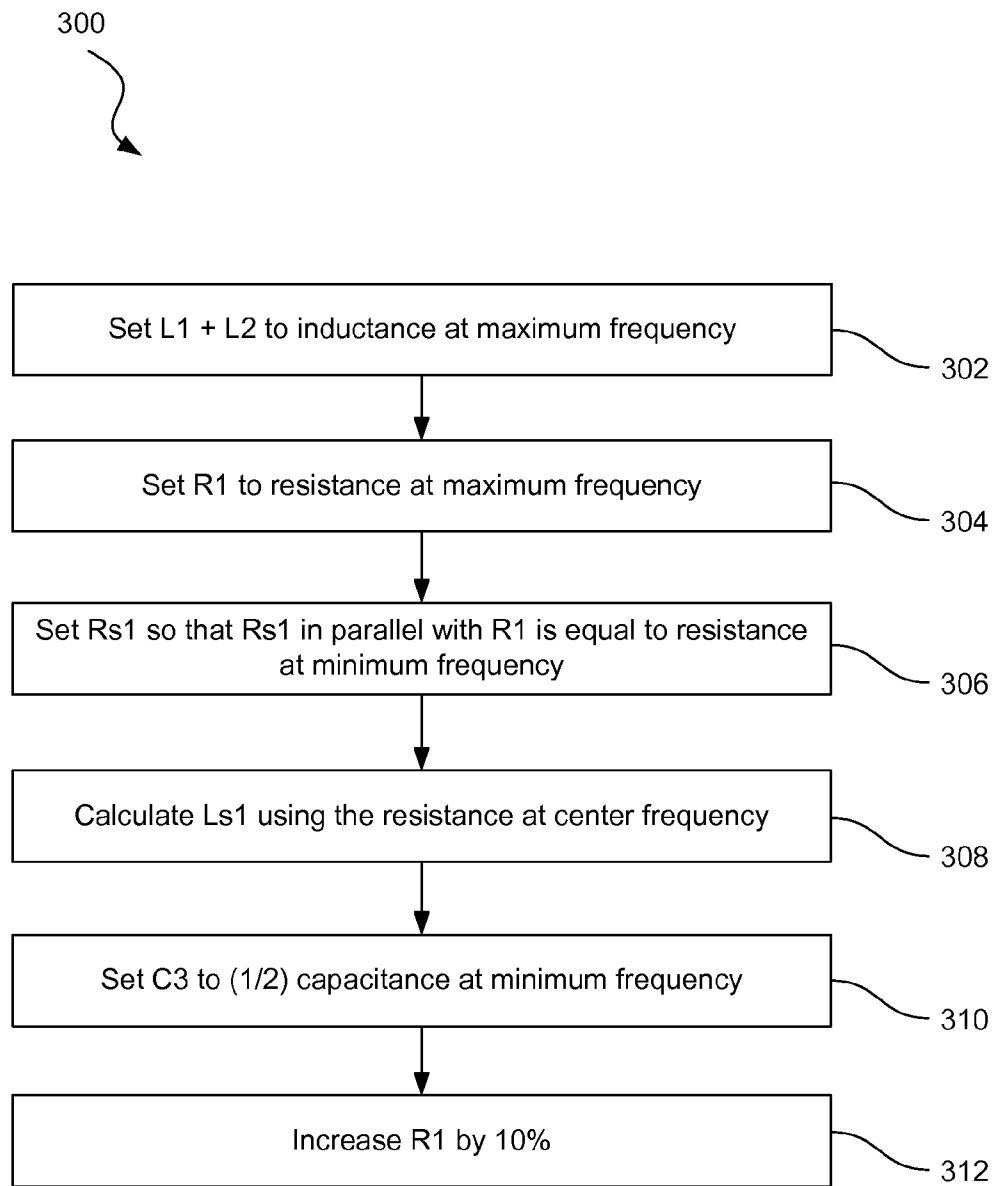 300
Set L1 + L2 to inductance at maximum frequency
302
Set R1 to resistance at maximum frequency
304
Set Rs1 so that Rs1 in parallel with R1 is equal to resistance
at minimum frequency
306
Calculate Ls1 using the resistance at center frequency
308
Set C3 to (1/2) capacitance at minimum frequency
310
Increase R1 by 10%
312